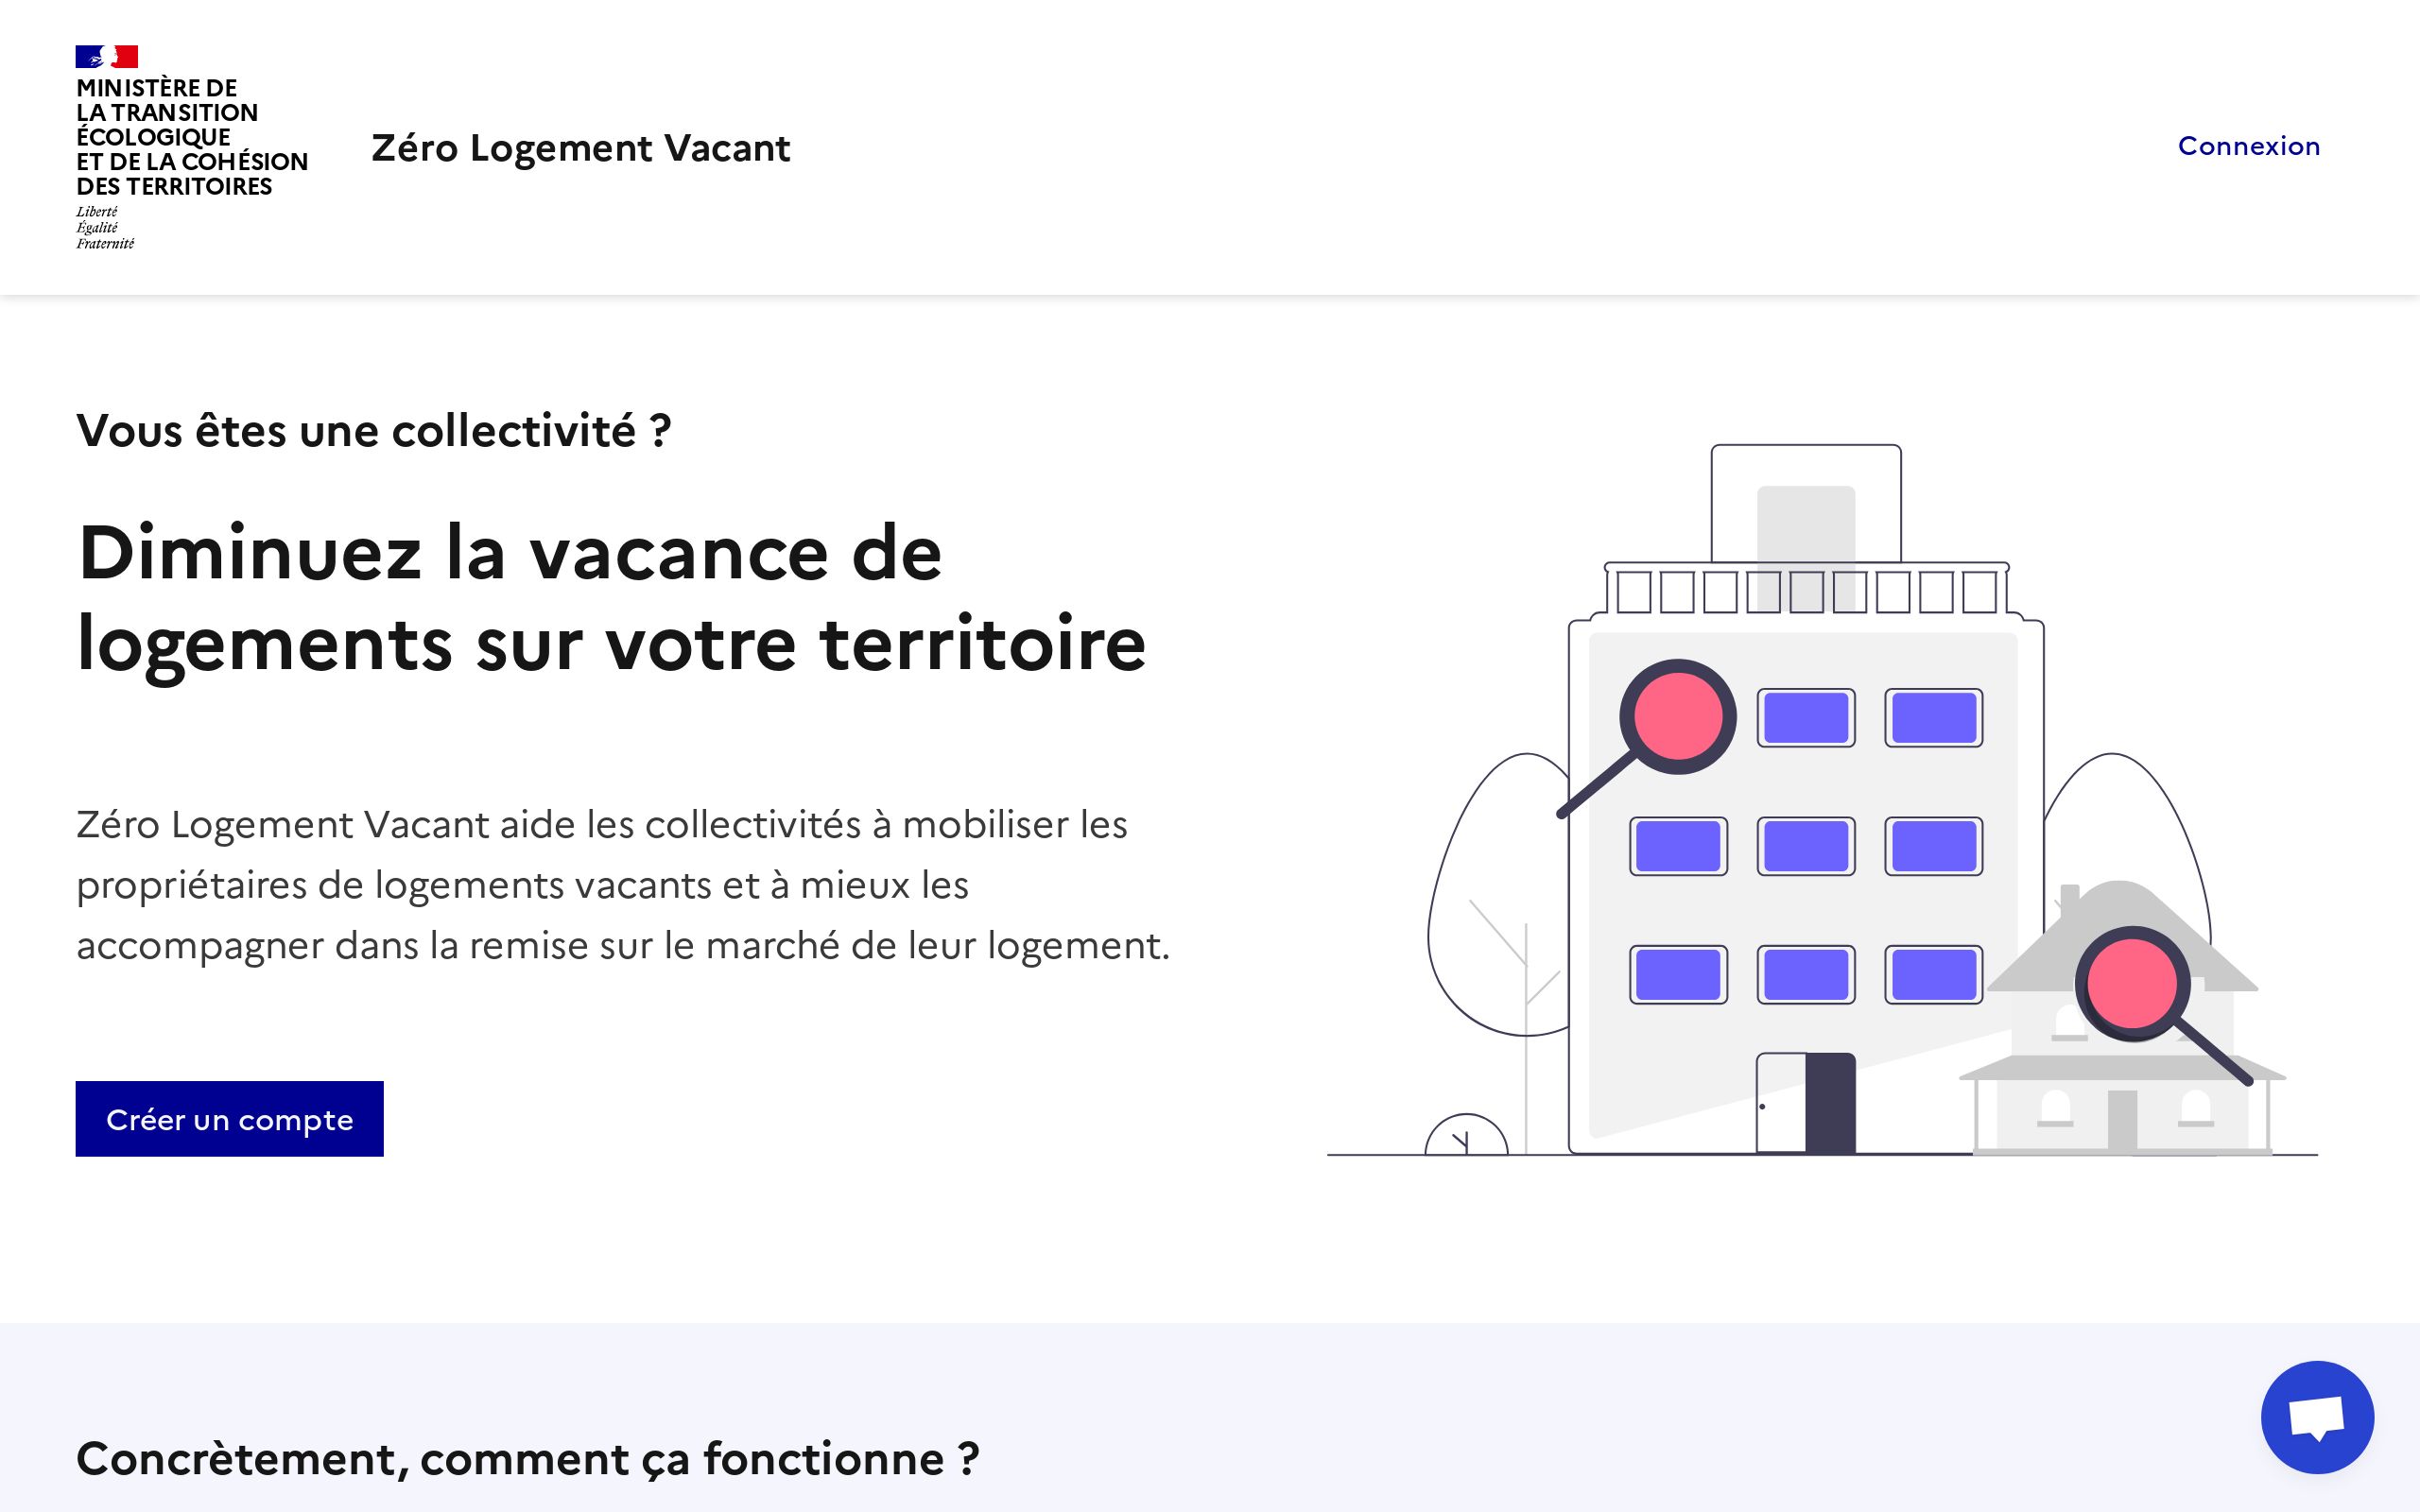 MINISTÈRE DE
LA TRANSITION
ÉCOLOGIQUE
ET DE LA COHÉSION
DES TERRITOIRES
Liberté
Égalité
Fraternité
Zéro Logement Vacant
Connexion
Vous êtes une collectivité ?
Diminuez la vacance de
logements sur votre territoire
Zéro Logement Vacant aide les collectivités à mobiliser les
propriétaires de logements vacants et à mieux les
accompagner dans la remise sur le marché de leur logement.
Créer un compte
Concrètement, comment ça fonctionne ?